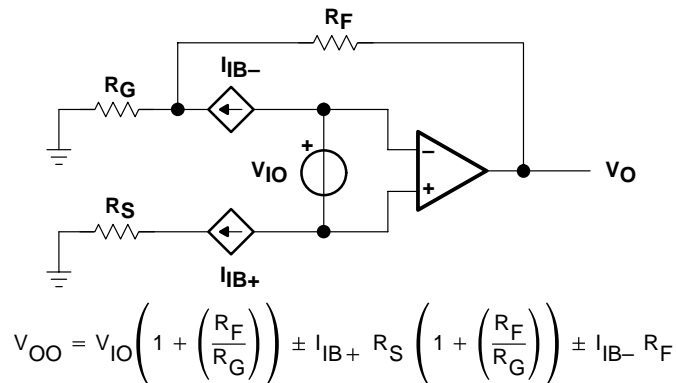 RF
IIB–
RG
+
–
VIO
+
VO
RS
IIB+
VOO = VIO(1 + (RF/RG)) ± IIB+ RS (1 + (RF/RG)) ± IIB– RF